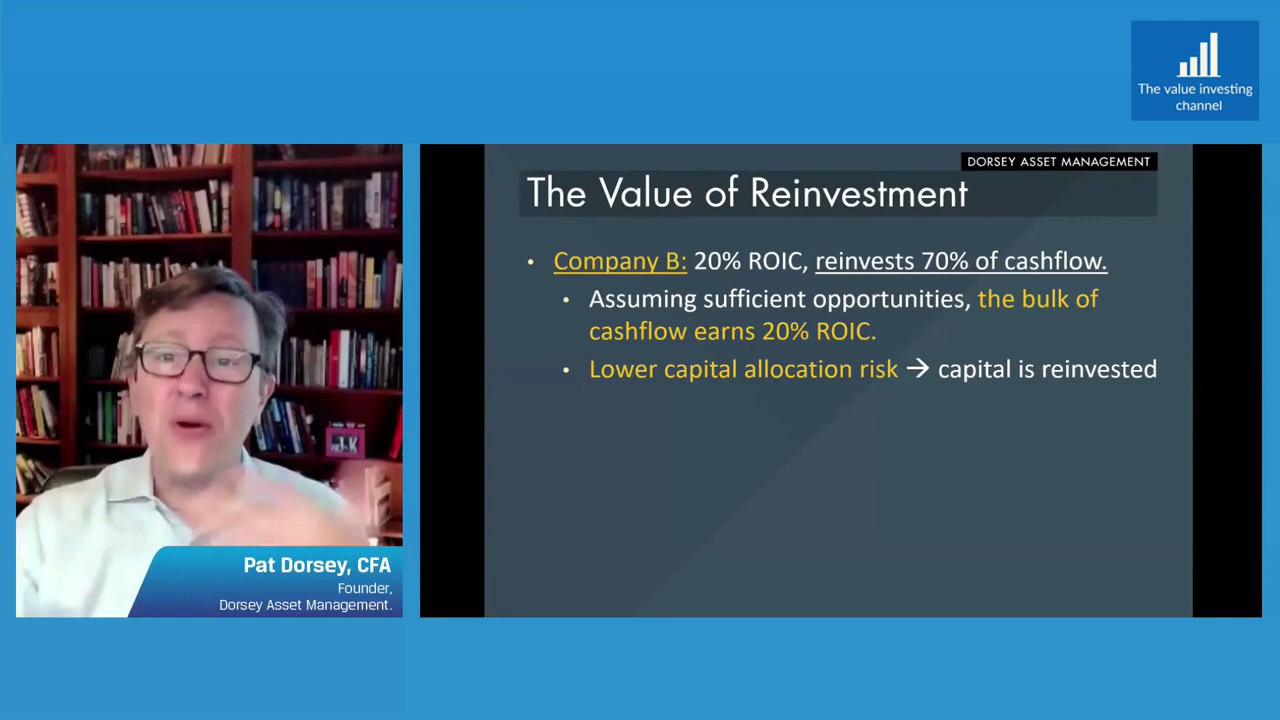 The value investing
channel
DORSEY ASSET MANAGEMENT
The Value of Reinvestment
• Company B: 20% ROIC, reinvests 70% of cashflow.
• Assuming sufficient opportunities, the bulk of
cashflow earns 20% ROIC.
• Lower capital allocation risk → capital is reinvested
Pat Dorsey, CFA
Founder,
Dorsey Asset Management.